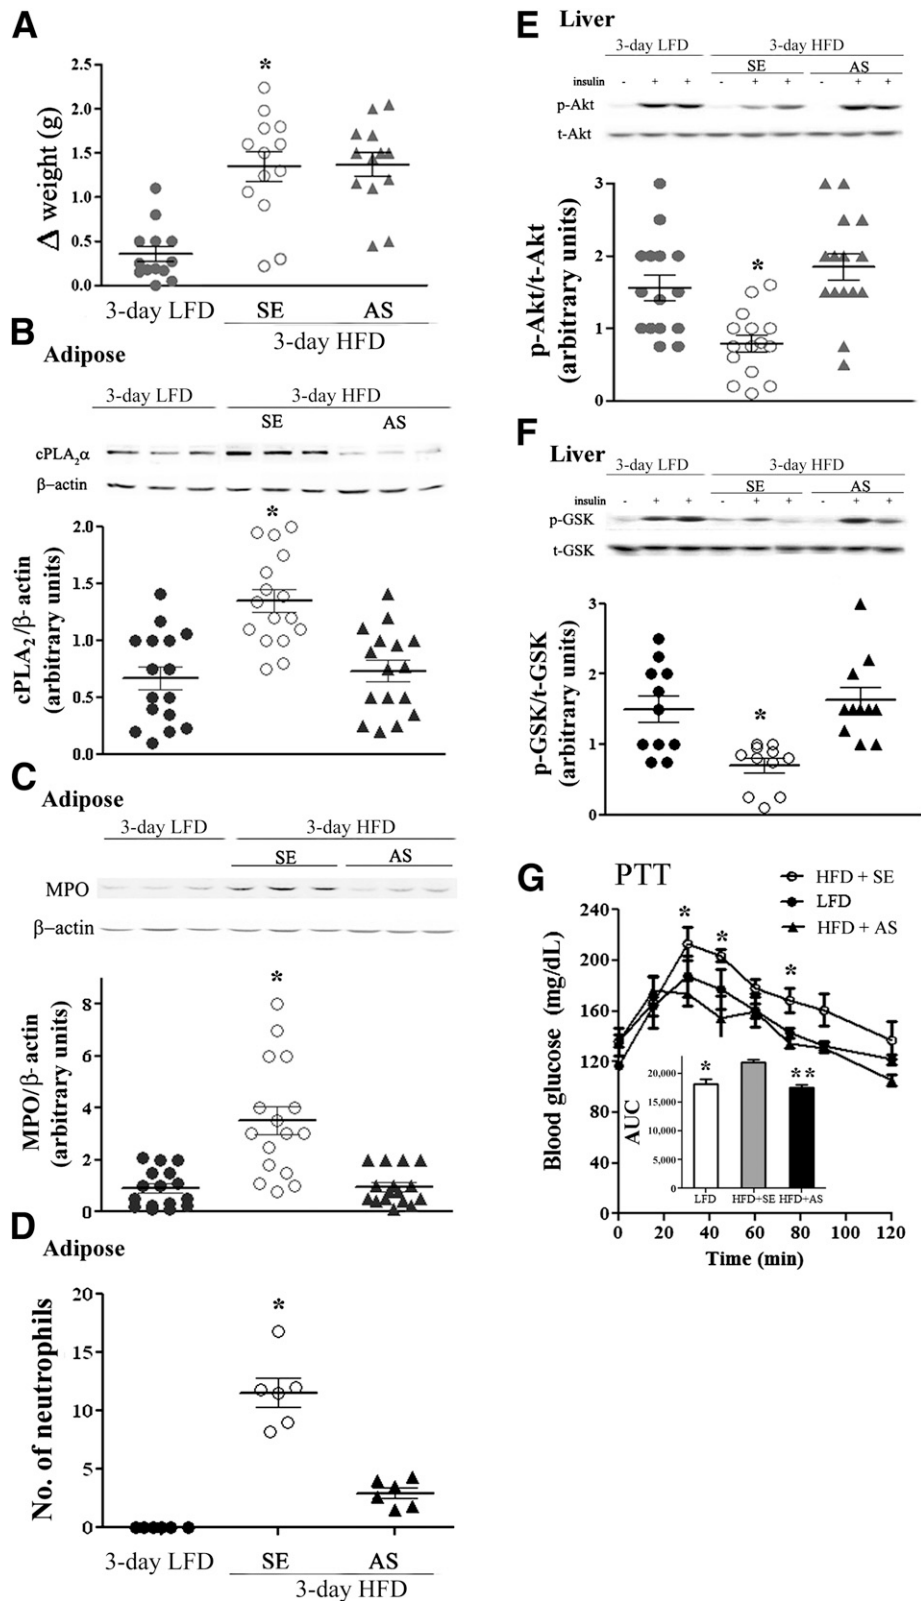 A
Δ weight (g)
2.5
2.0
1.5
1.0
0.5
0.0
*
3-day LFD SE AS
3-day HFD
B Adipose
3-day LFD 3-day HFD
SE AS
cPLA₂α
β–actin
cPLA₂/β- actin
(arbitrary units)
2.0
1.5
1.0
0.5
0.0
*
C Adipose
3-day LFD 3-day HFD
SE AS
MPO
β–actin
MPO/β- actin
(arbitrary units)
8
6
4
2
0
*
D Adipose
No. of neutrophils
20
15
10
5
0
*
3-day LFD SE AS
3-day HFD
E Liver
3-day LFD 3-day HFD
SE AS
insulin - + + - + + - + +
p-Akt
t-Akt
p-Akt/t-Akt
(arbitrary units)
3
2
1
0
*
F Liver
3-day LFD 3-day HFD
SE AS
insulin - + + - + + - + +
p-GSK
t-GSK
p-GSK/t-GSK
(arbitrary units)
3
2
1
0
*
G PTT
HFD + SE
LFD
HFD + AS
Blood glucose (mg/dL)
240
200
160
120
80
40
0
* * *
AUC
20,000
15,000
10,000
5,000
0
* **
LFD HFD+SE HFD+AS
0 20 40 60 80 100 120
Time (min)